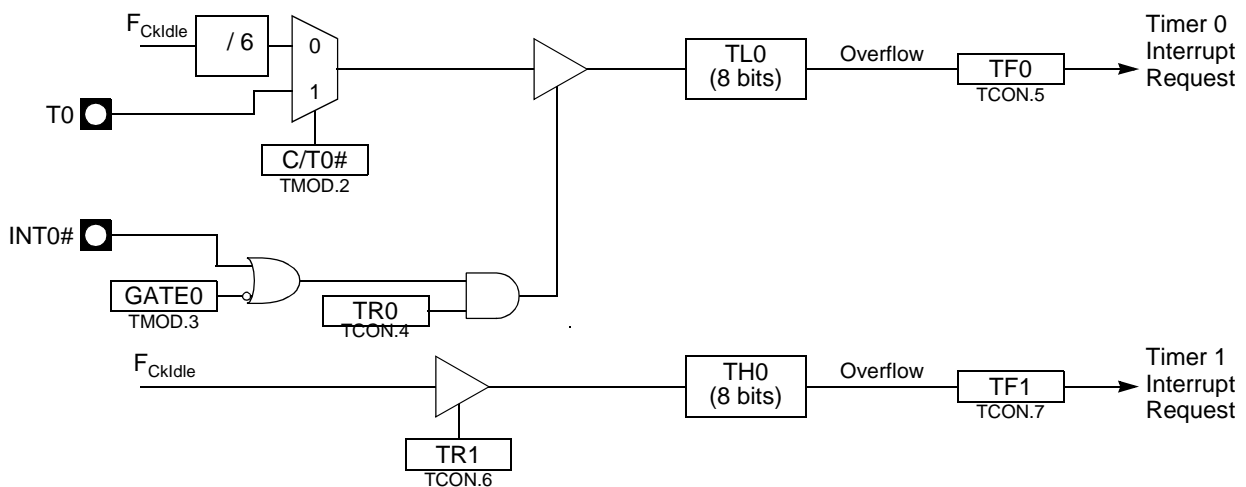 F_CkIdle
/ 6
0
1
T0
C/T0#
TMOD.2
TL0
(8 bits)
Overflow
TF0
TCON.5
Timer 0
Interrupt
Request
INT0#
GATE0
TMOD.3
TR0
TCON.4
F_CkIdle
TR1
TCON.6
TH0
(8 bits)
Overflow
TF1
TCON.7
Timer 1
Interrupt
Request